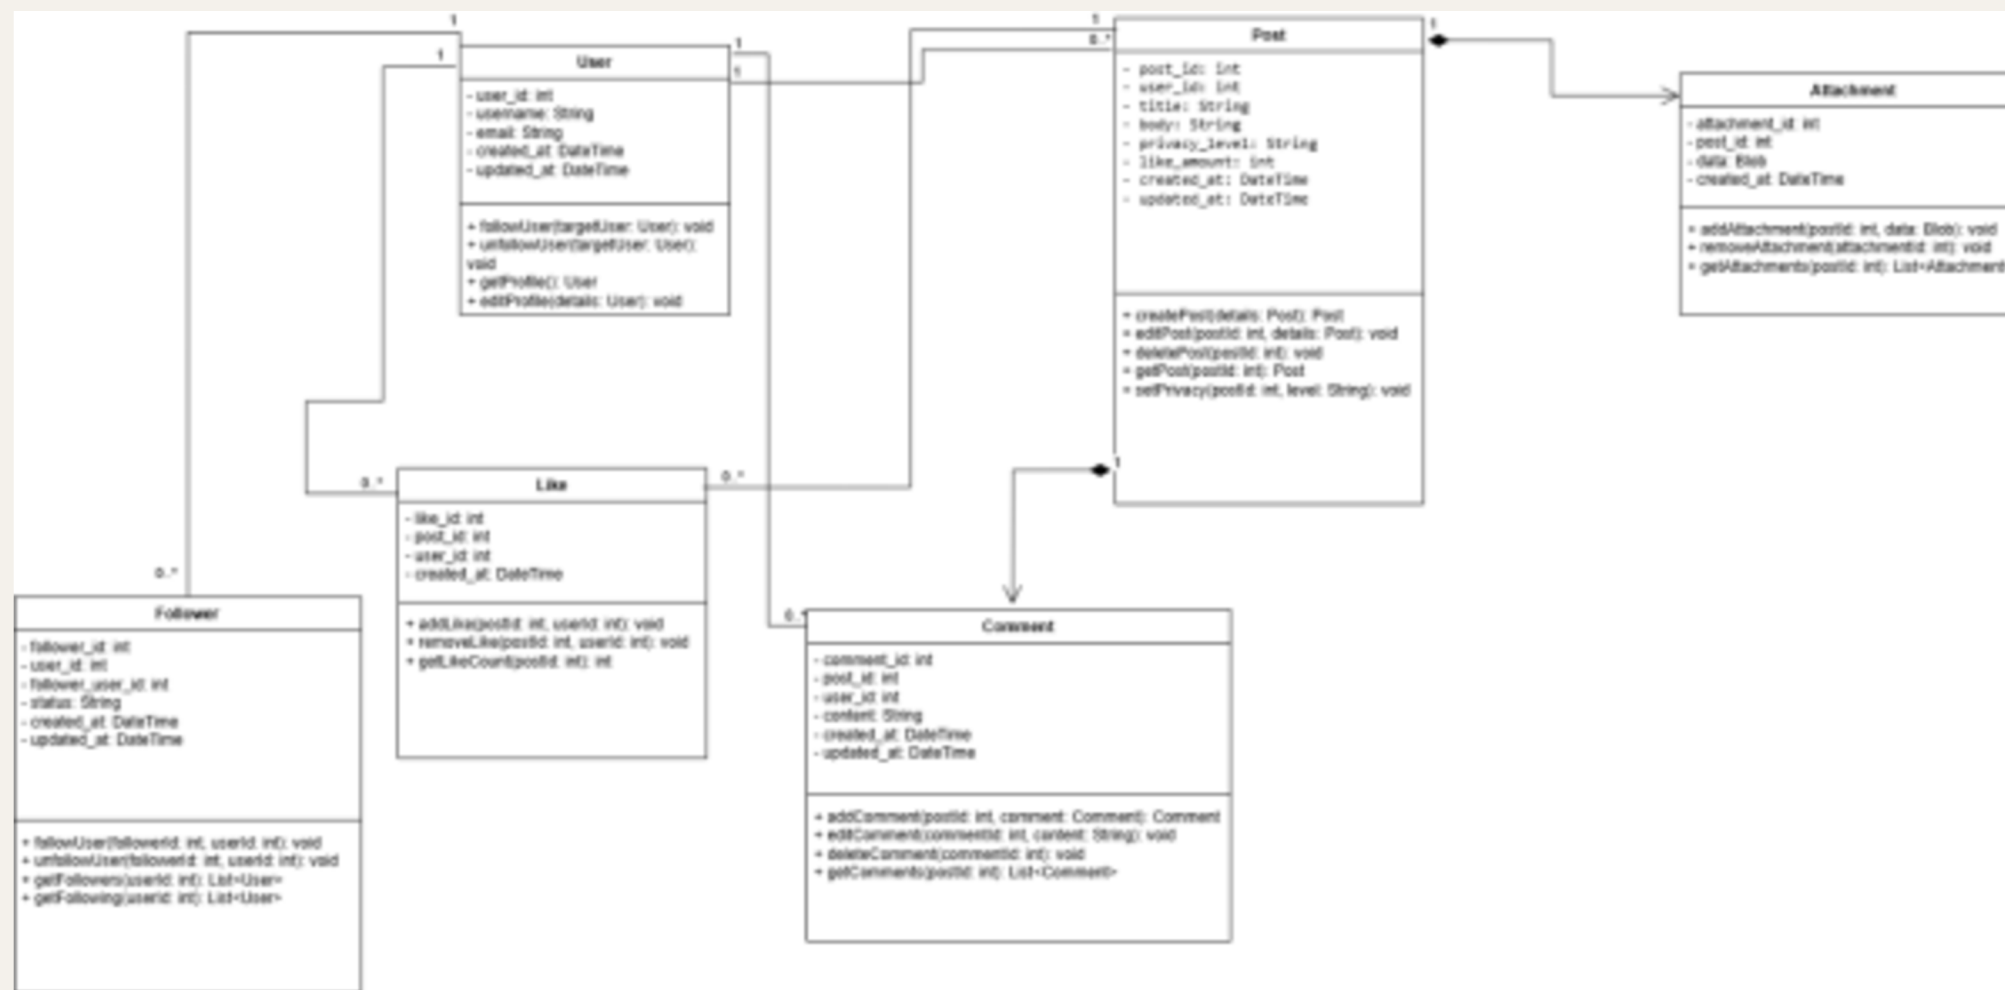 1
1
User
- user_id: int
- username: String
- email: String
- created_at: DateTime
- updated_at: DateTime
+ followUser(targetUser: User): void
+ unfollowUser(targetUser: User):
void
+ getProfile(): User
+ editProfile(details: User): void
1
1
1
0..*
Post
- post_id: int
- user_id: int
- title: String
- body: String
- privacy_level: String
- like_amount: int
- created_at: DateTime
- updated_at: DateTime
+ createPost(details: Post): Post
+ editPost(postId: int, details: Post): void
+ deletePost(postId: int): void
+ getPost(postId: int): Post
+ setPrivacy(postId: int, level: String): void
1
1
Attachment
- attachment_id: int
- post_id: int
- data: Blob
- created_at: DateTime
+ addAttachment(postId: int, data: Blob): void
+ removeAttachment(attachmentId: int): void
+ getAttachments(postId: int): List<Attachment
0..*
Like
0..*
- like_id: int
- post_id: int
- user_id: int
- created_at: DateTime
+ addLike(postId: int, userId: int): void
+ removeLike(postId: int, userId: int): void
+ getLikeCount(postId: int): int
0..*
Follower
- follower_id: int
- user_id: int
- follower_user_id: int
- status: String
- created_at: DateTime
- updated_at: DateTime
+ followUser(followerId: int, userId: int): void
+ unfollowUser(followerId: int, userId: int): void
+ getFollowers(userId: int): List<User>
+ getFollowing(userId: int): List<User>
0..*
Comment
- comment_id: int
- post_id: int
- user_id: int
- content: String
- created_at: DateTime
- updated_at: DateTime
+ addComment(postId: int, comment: Comment): Comment
+ editComment(commentId: int, content: String): void
+ deleteComment(commentId: int): void
+ getComments(postId: int): List<Comment>